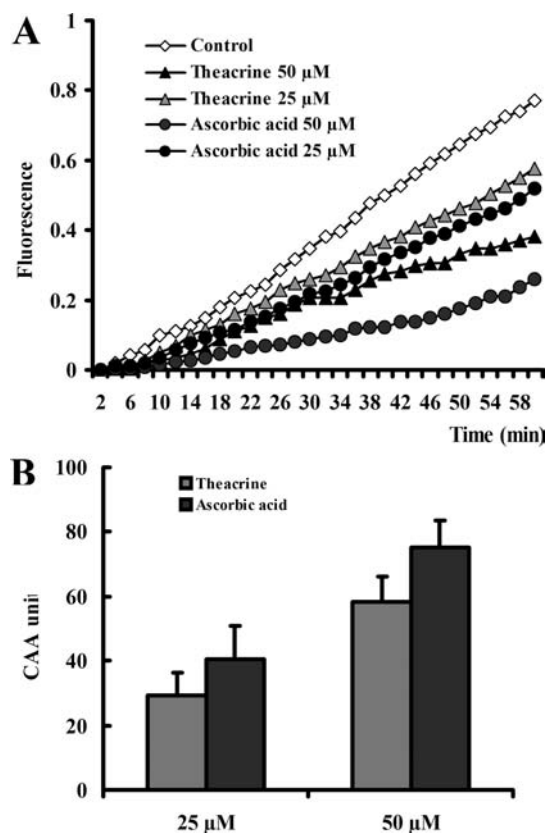 A
1
0.8
0.6
0.4
0.2
0
Fluorescence
Control
Theacrine 50 µM
Theacrine 25 µM
Ascorbic acid 50 µM
Ascorbic acid 25 µM
2 6 10 14 18 22 26 30 34 38 42 46 50 54 58
Time (min)
B
100
80
60
40
20
0
CAA
Theacrine
Ascorbic acid
25 µM 50 µM